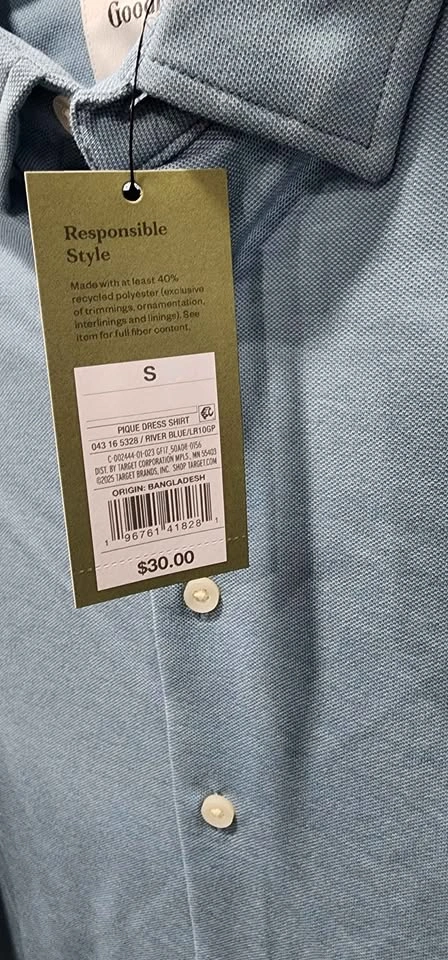 Responsible
Style
Made with at least 40%
recycled polyester (exclusive
of trimmings, ornamentation,
interlinings and linings). See
item for full fiber content.
S
PIQUE DRESS SHIRT
043 16 5328 / RIVER BLUE/LR10GP
C-D02444-01-023 GF17_50AD8-0156
DIST. BY TARGET CORPORATION MPLS., MN 55403
©2025 TARGET BRANDS, INC. SHOP TARGET.COM
ORIGIN: BANGLADESH
1 96761 41828 1
$30.00